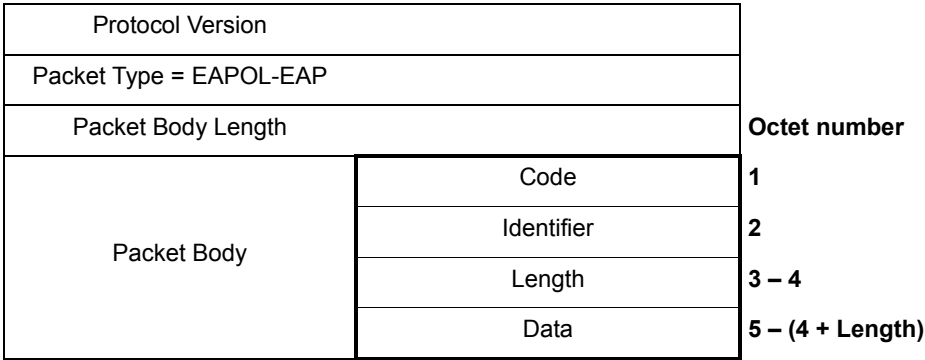 Protocol Version
Packet Type = EAPOL-EAP
Packet Body Length Octet number
Code 1
Identifier 2
Packet Body
Length 3 – 4
Data 5 – (4 + Length)